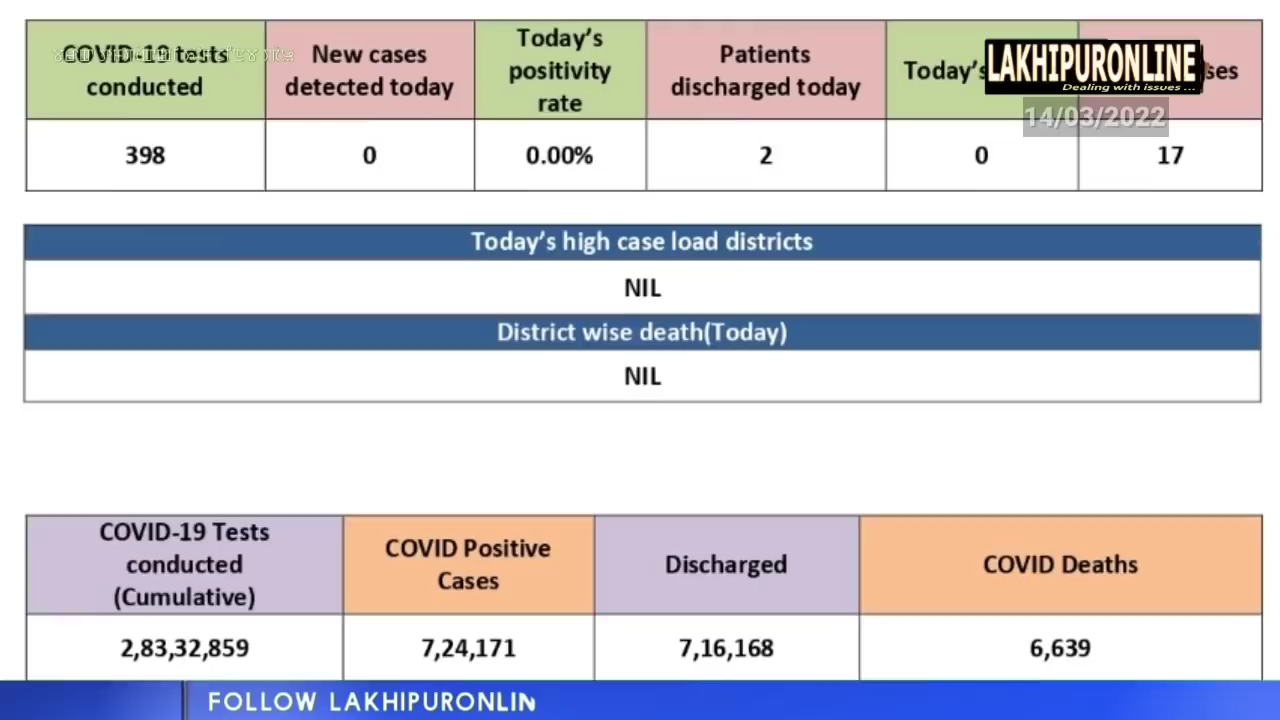 COVID-19 tests
conducted
New cases
detected today
Today's
positivity
rate
Patients
discharged today
Today's
ses
LAKHIPURONLINE
Dealing with issues ...
14/03/2022
398
0
0.00%
2
0
17
Today's high case load districts
NIL
District wise death(Today)
NIL
COVID-19 Tests
conducted
(Cumulative)
COVID Positive
Cases
Discharged
COVID Deaths
2,83,32,859
7,24,171
7,16,168
6,639
FOLLOW LAKHIPURONLIN